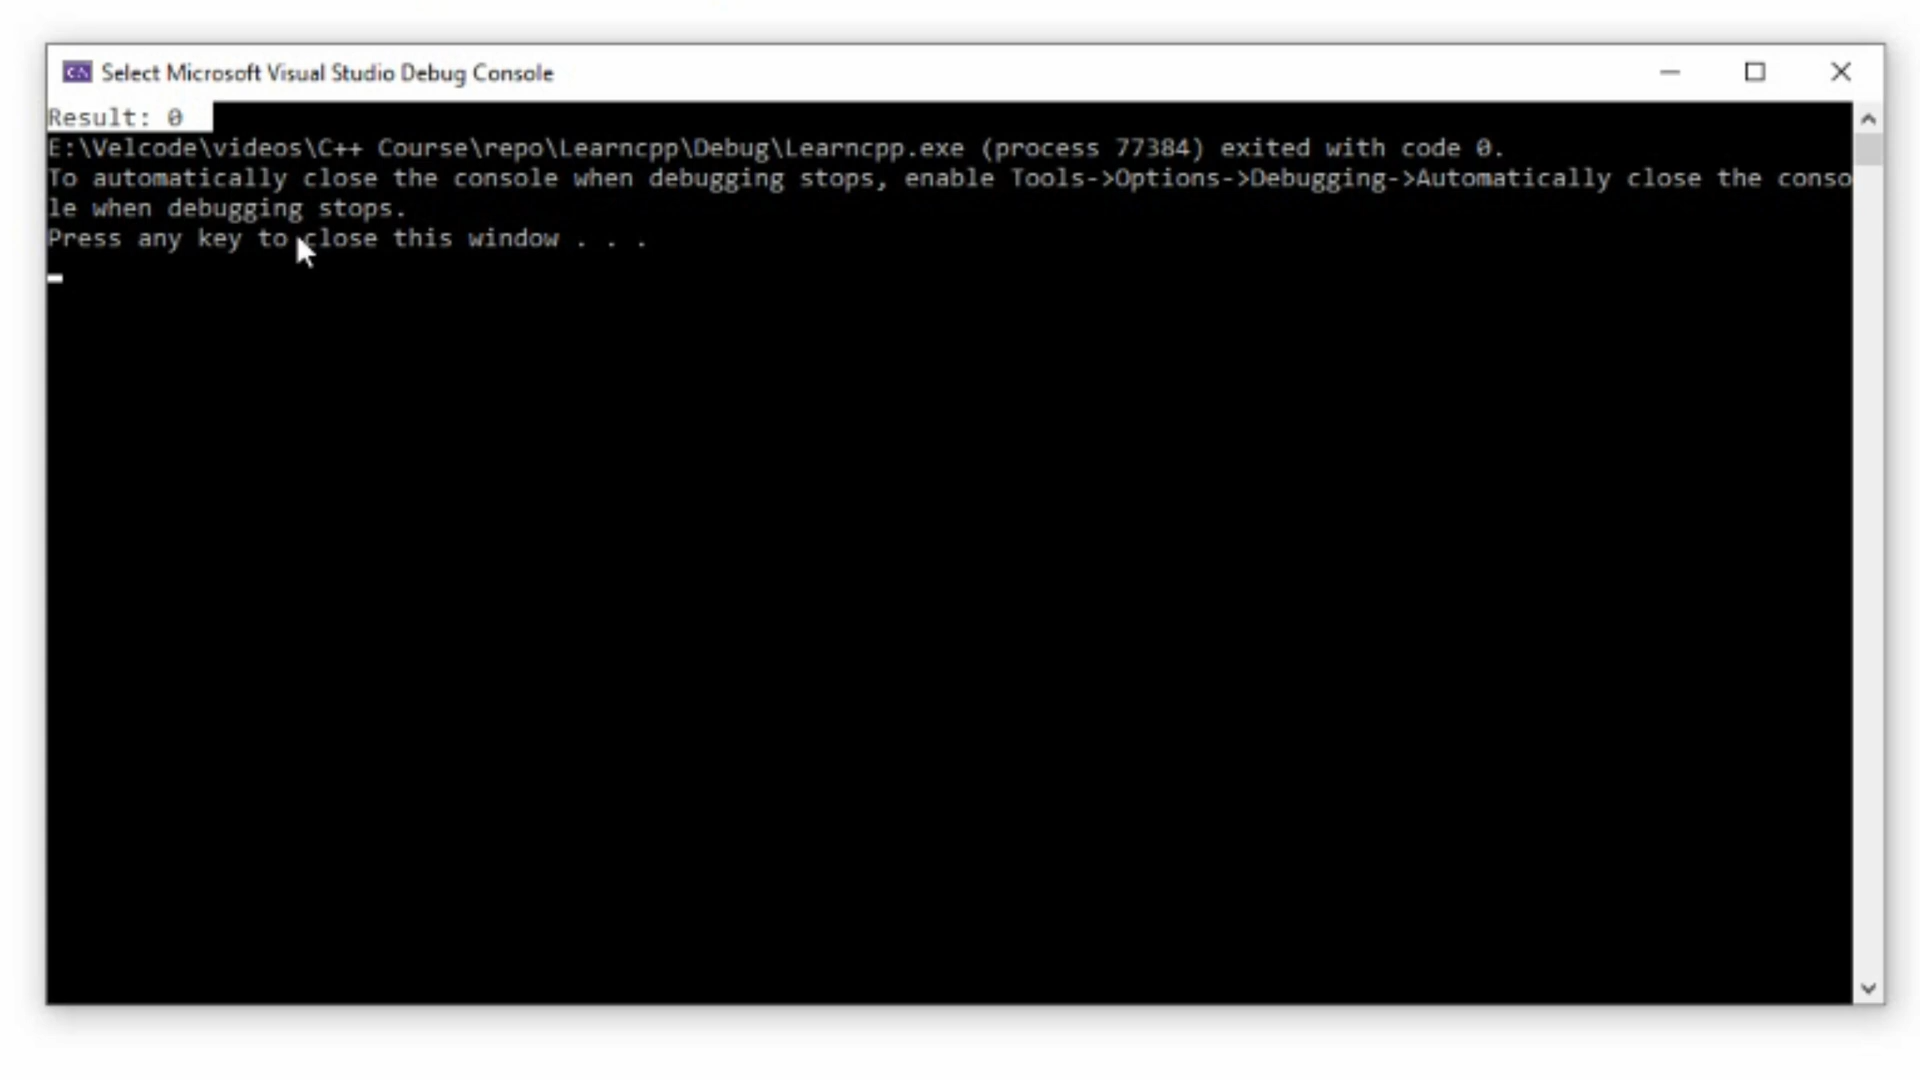 Select Microsoft Visual Studio Debug Console
Result: 0
E:\Velcode\videos\C++ Course\repo\Learncpp\Debug\Learncpp.exe (process 77384) exited with code 0.
To automatically close the console when debugging stops, enable Tools->Options->Debugging->Automatically close the conso
le when debugging stops.
Press any key to close this window . . .